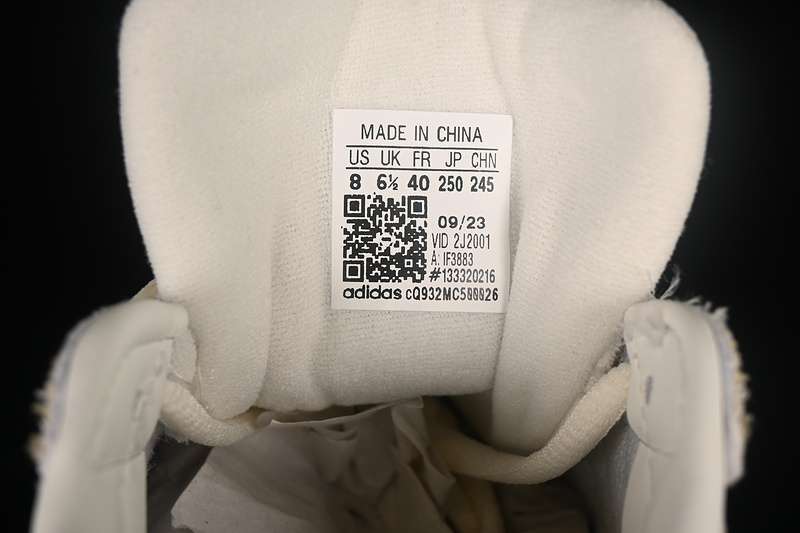 MADE IN CHINA
US UK FR JP CHN
8 6½ 40 250 245
09/23
VID 2J2001
A. IF3883
#133320216
adidas cQ932MC500026